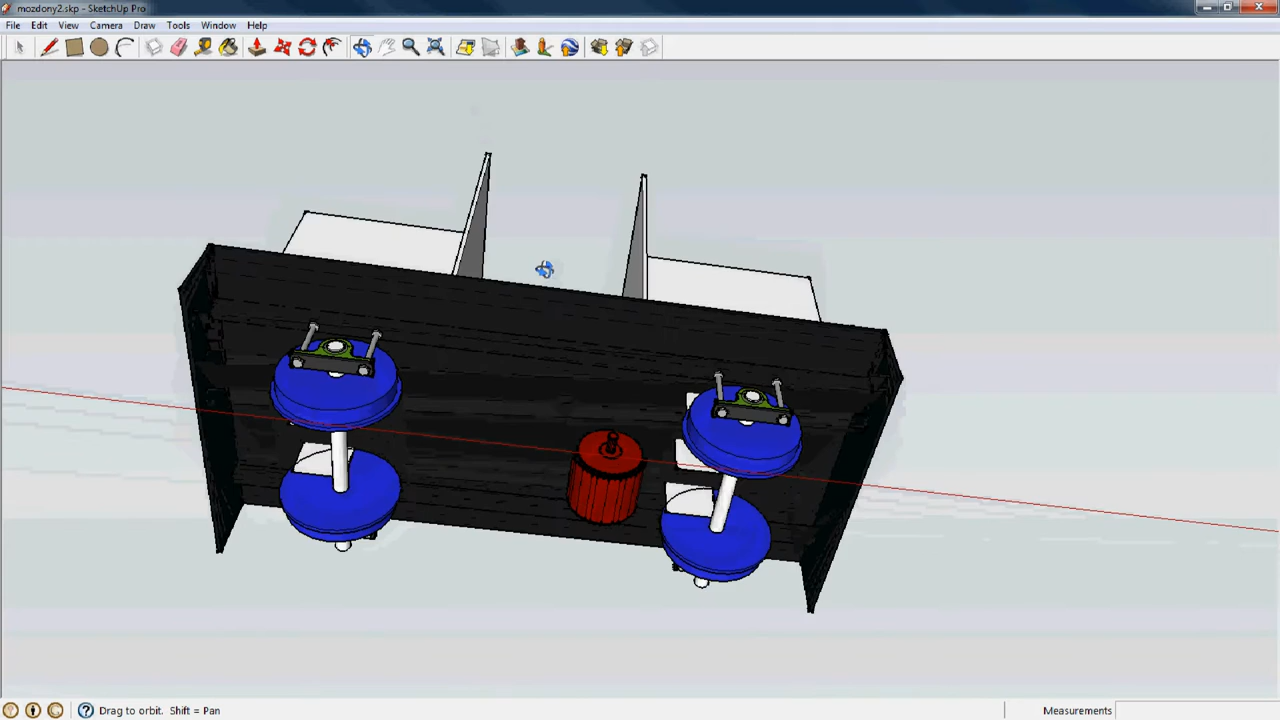 mozdony2.skp - SketchUp Pro
File Edit View Camera Draw Tools Window Help
Drag to orbit. Shift = Pan
Measurements